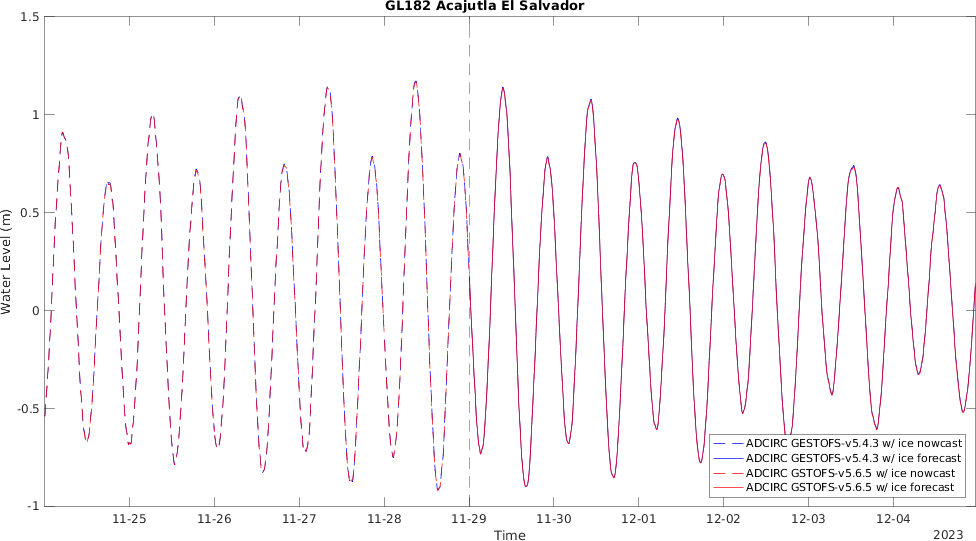 GL182 Acajutla El Salvador
1.5
1
0.5
0
-0.5
-1
Water Level (m)
11-25 11-26 11-27 11-28 11-29 11-30 12-01 12-02 12-03 12-04
Time
2023
ADCIRC GESTOFS-v5.4.3 w/ ice nowcast
ADCIRC GESTOFS-v5.4.3 w/ ice forecast
ADCIRC GSTOFS-v5.6.5 w/ ice nowcast
ADCIRC GSTOFS-v5.6.5 w/ ice forecast